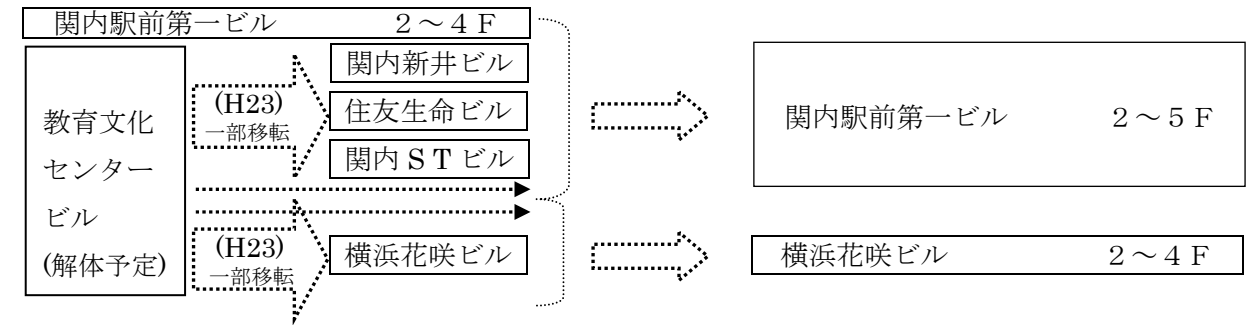 関内駅前第一ビル　　　２～４Ｆ
教育文化
センター
ビル
(解体予定)
(H23)
一部移転
関内新井ビル
住友生命ビル
関内ＳＴビル
(H23)
一部移転
横浜花咲ビル
関内駅前第一ビル　　　２～５Ｆ
横浜花咲ビル　　　２～４Ｆ